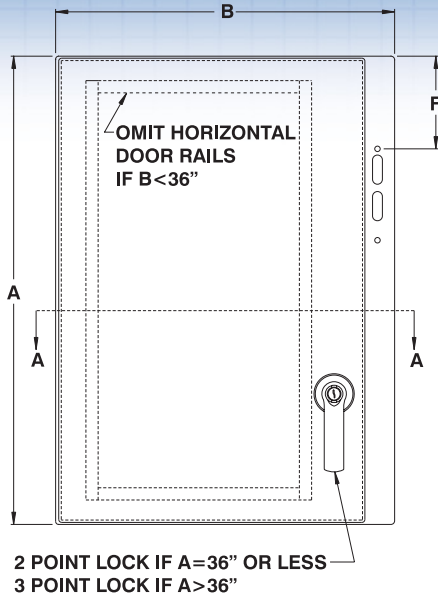 B
F
OMIT HORIZONTAL
DOOR RAILS
IF B<36”
A
A
A
2 POINT LOCK IF A=36” OR LESS
3 POINT LOCK IF A>36”